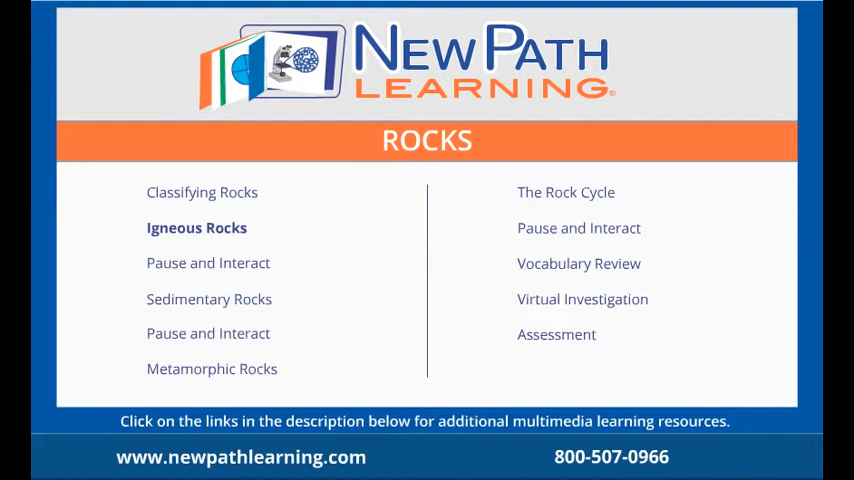 NEWPATH
LEARNING®
ROCKS
Classifying Rocks
Igneous Rocks
Pause and Interact
Sedimentary Rocks
Pause and Interact
Metamorphic Rocks
The Rock Cycle
Pause and Interact
Vocabulary Review
Virtual Investigation
Assessment
Click on the links in the description below for additional multimedia learning resources.
www.newpathlearning.com
800-507-0966